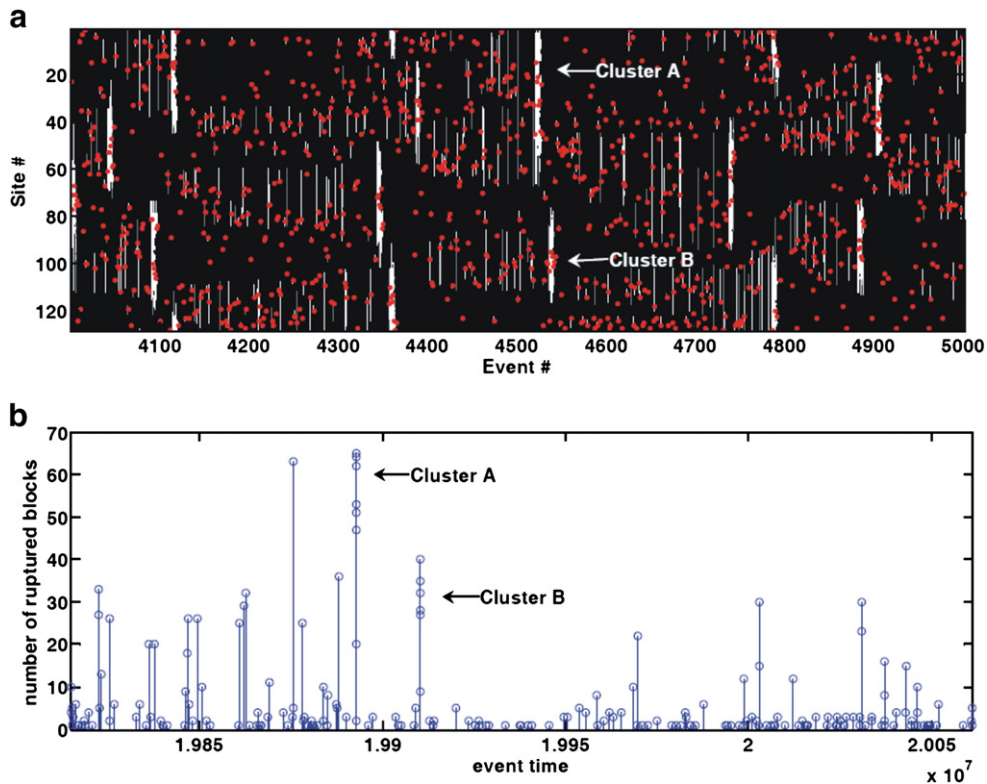 a
Cluster A
Cluster B
20
40
60
80
100
120
Site #
4100 4200 4300 4400 4500 4600 4700 4800 4900 5000
Event #
b
70
60
50
40
30
20
10
0
number of ruptured blocks
Cluster A
Cluster B
1.985 1.99 1.995 2 2.005
event time
x 10^7